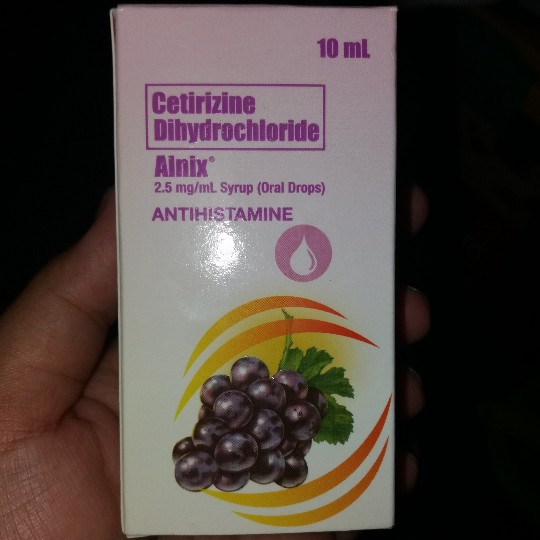 10 mL
Cetirizine
Dihydrochloride
Alnix®
2.5 mg/mL Syrup (Oral Drops)
ANTIHISTAMINE